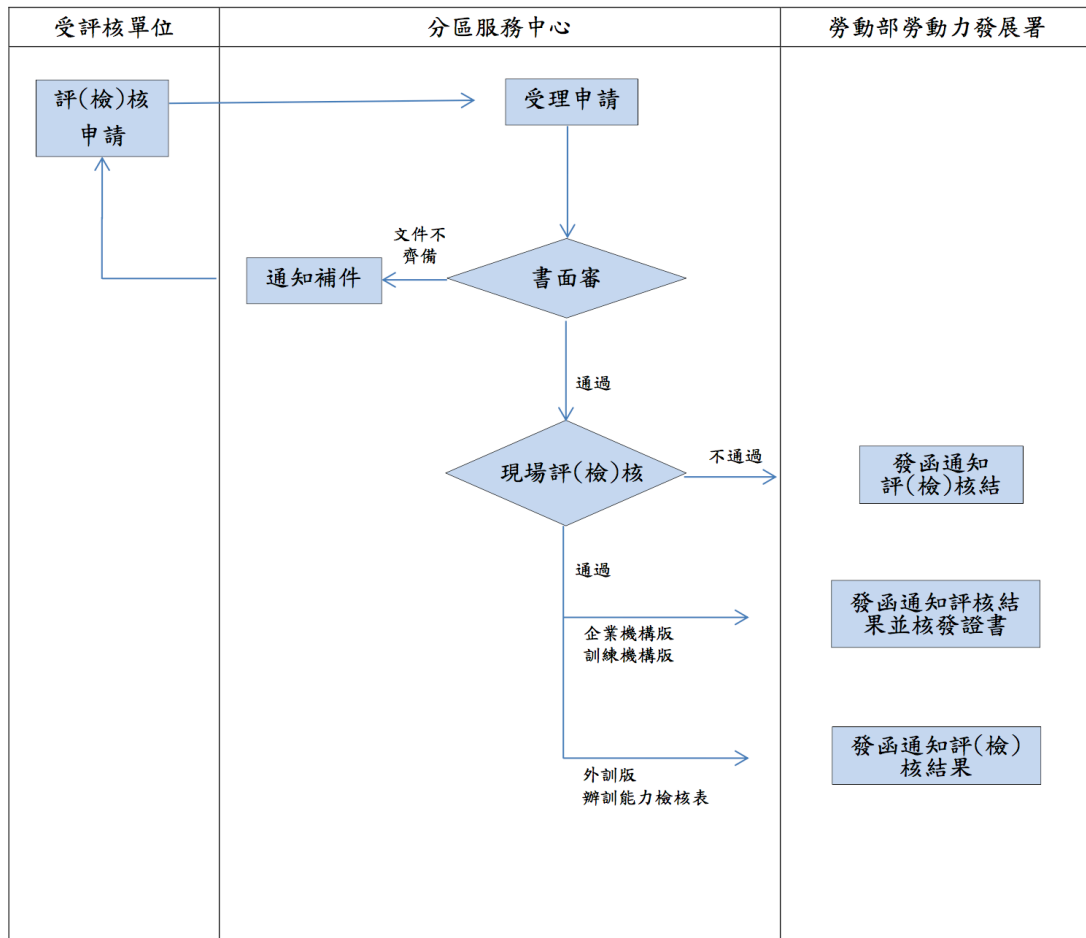 受評核單位
分區服務中心
勞動部勞動力發展署
評(檢)核
申請
受理申請
文件不
齊備
通知補件
書面審
通過
現場評(檢)核
不通過
發函通知
評(檢)核結
通過
發函通知評核結
果並核發證書
企業機構版
訓練機構版
發函通知評(檢)
核結果
外訓版
辦訓能力檢核表